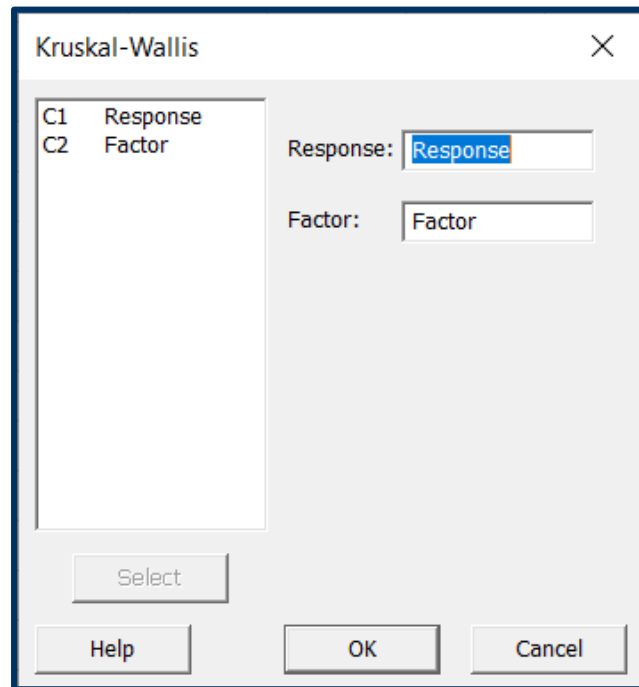 Kruskal-Wallis
C1 Response
C2 Factor
Response: Response
Factor: Factor
Select
Help OK Cancel